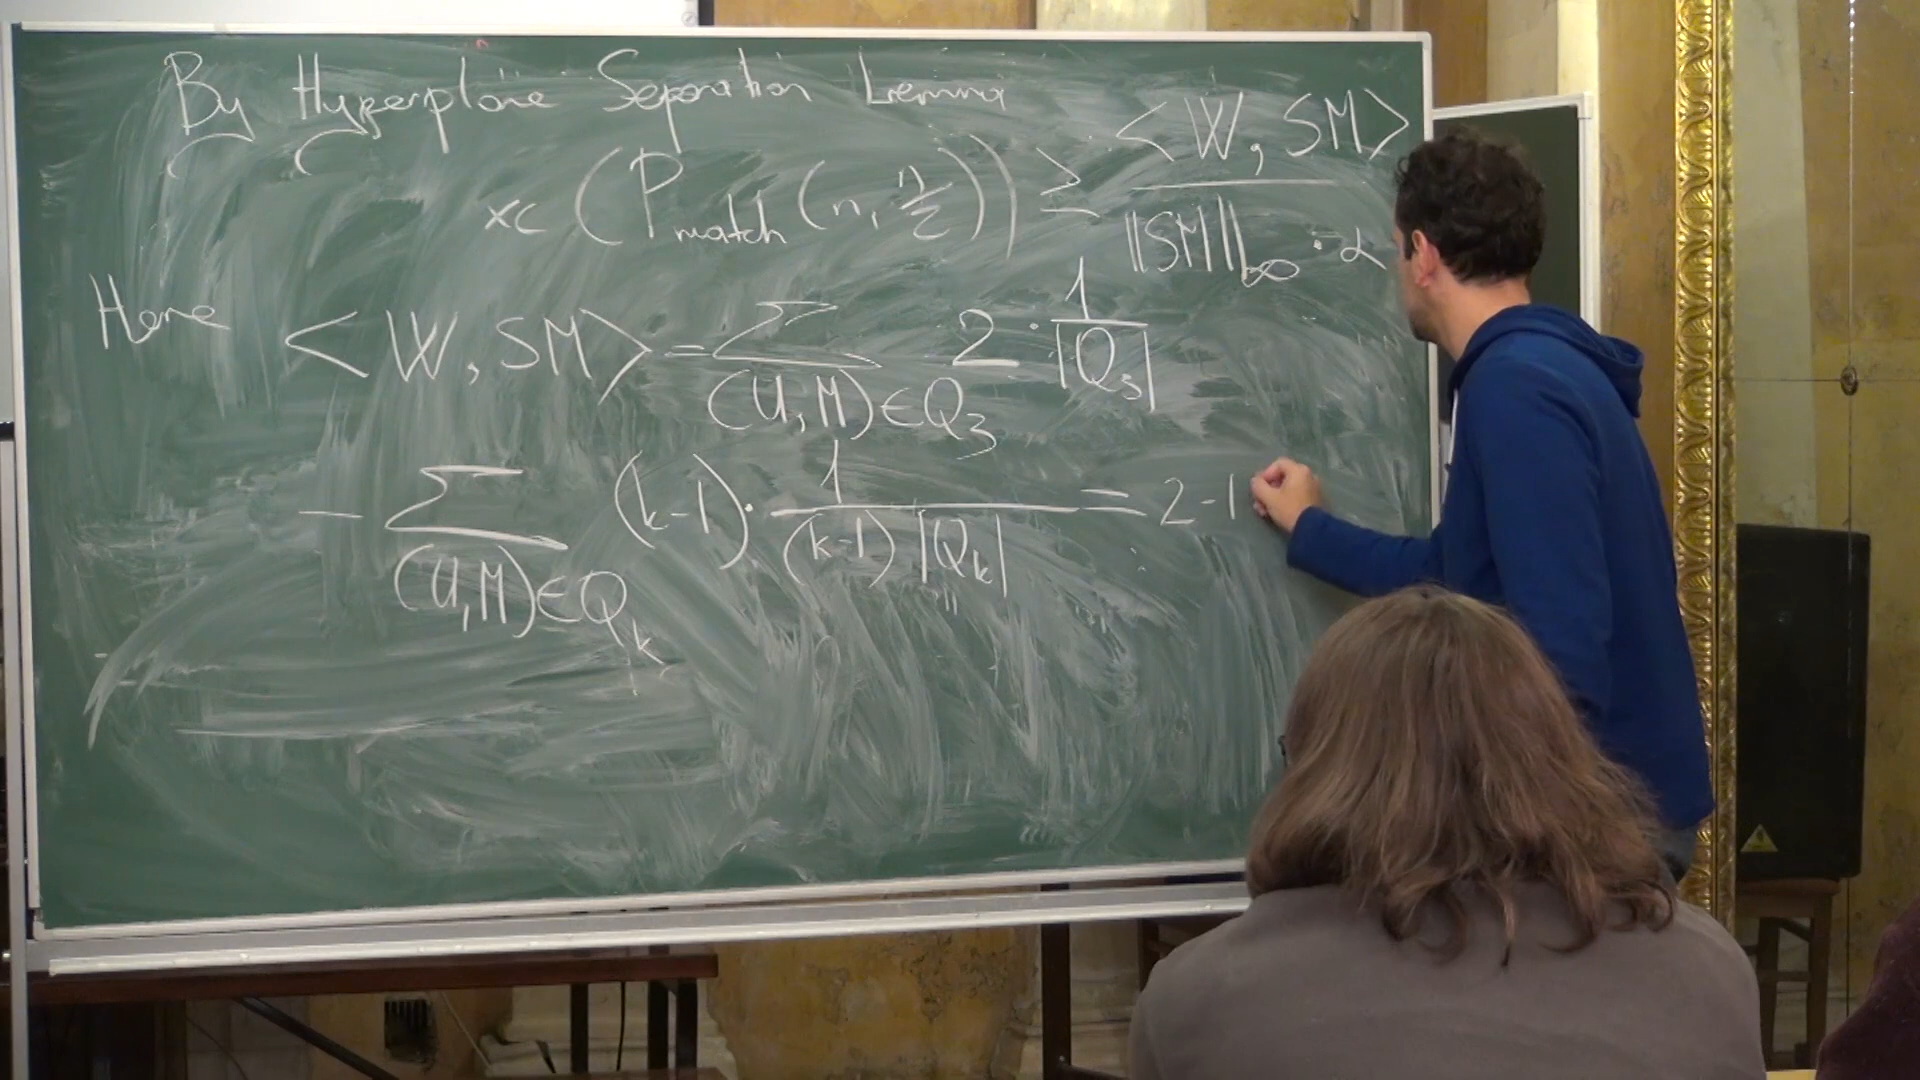 By Hyperplane Separation Lemma
xc (P_match (n, n/2)) ≥ <W, SM> / ||SM||_∞ · α
Here <W, SM> = Σ_{(U,M)∈Q_3} 2 · 1/|Q_3|
− Σ_{(U,M)∈Q_k} (k-1) · 1/((k-1) |Q_k|) = 2-1